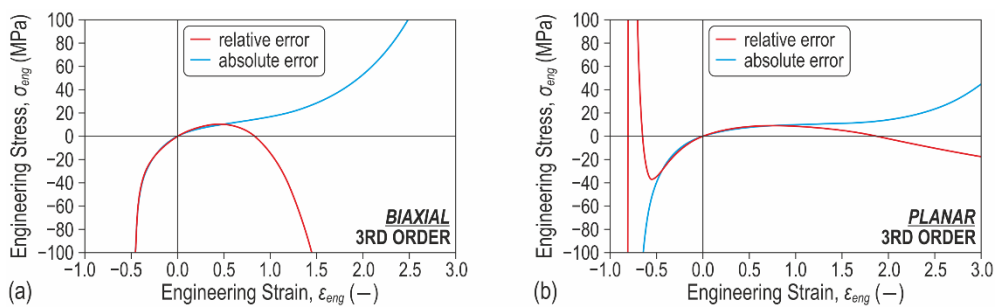 Engineering Stress, σeng (MPa)
100
80
60
40
20
0
−20
−40
−60
−80
−100
relative error
absolute error
BIAXIAL
3RD ORDER
−1.0 −0.5 0.0 0.5 1.0 1.5 2.0 2.5 3.0
(a) Engineering Strain, εeng (—)
Engineering Stress, σeng (MPa)
100
80
60
40
20
0
−20
−40
−60
−80
−100
relative error
absolute error
PLANAR
3RD ORDER
−1.0 −0.5 0.0 0.5 1.0 1.5 2.0 2.5 3.0
(b) Engineering Strain, εeng (—)